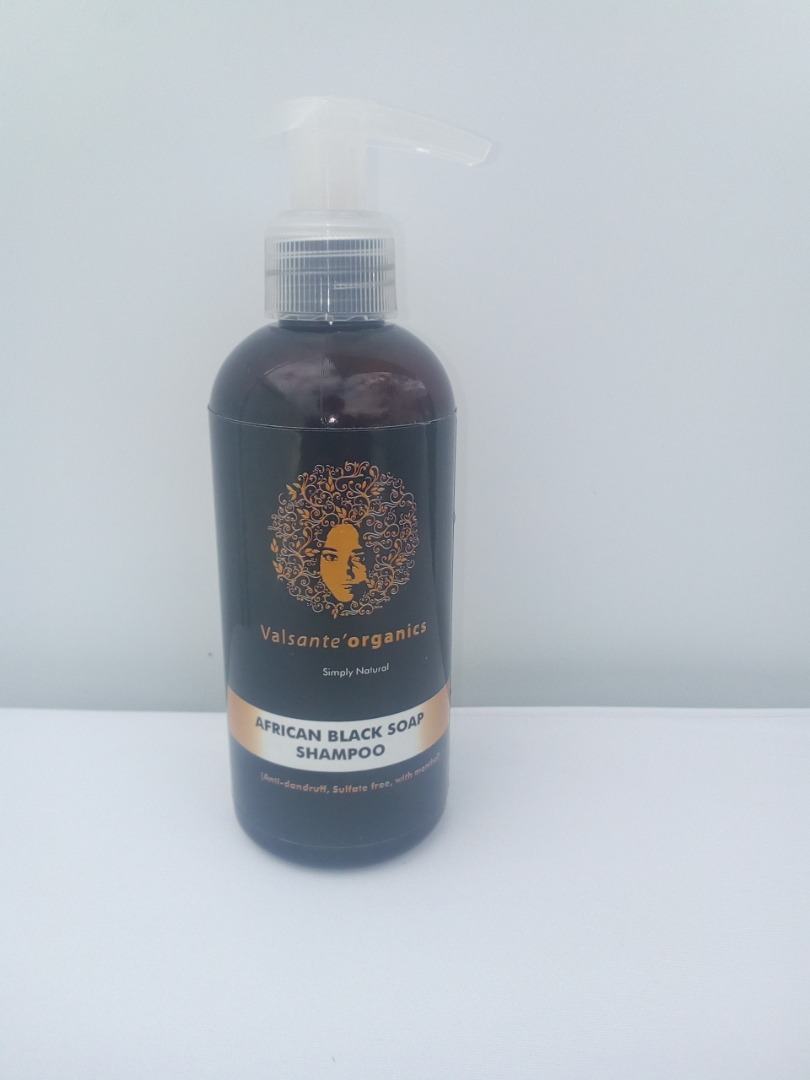 Valsante'organics
Simply Natural
AFRICAN BLACK SOAP
SHAMPOO
(Anti-dandruff, Sulfate free, with menthol)